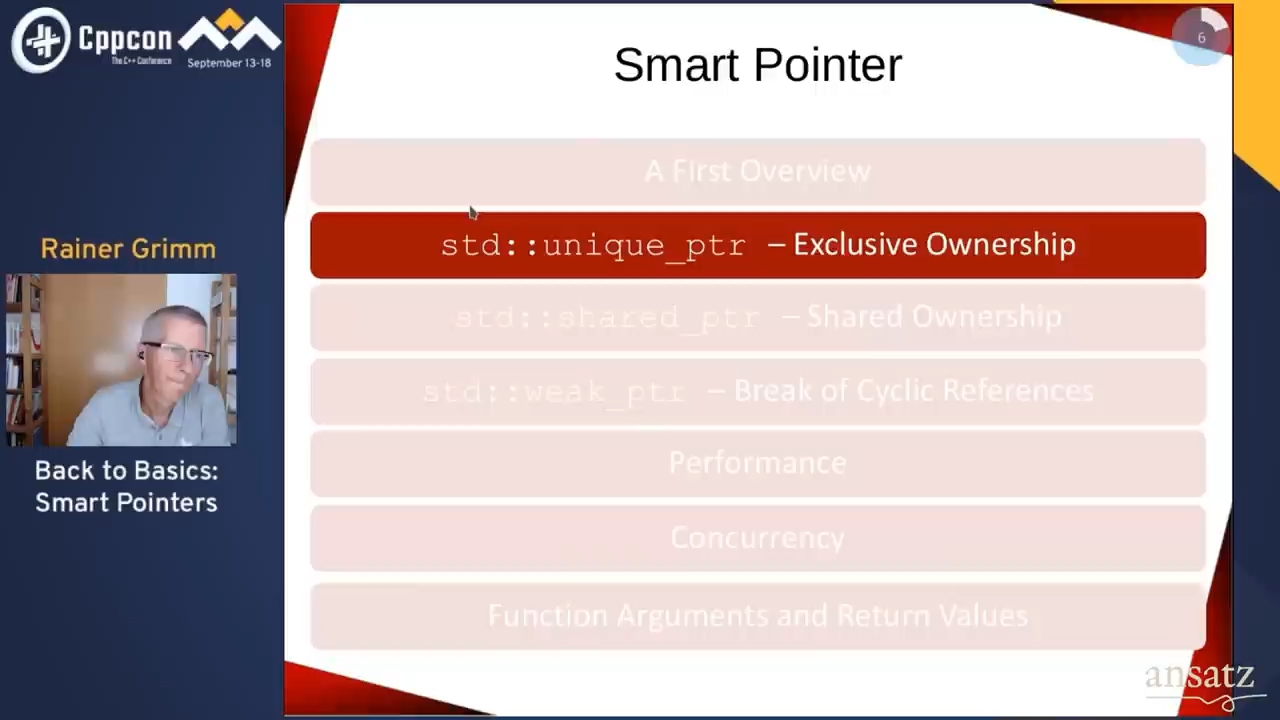 Cppcon
The C++ Conference
September 13-18
6
Smart Pointer
A First Overview
std::unique_ptr – Exclusive Ownership
std::shared_ptr – Shared Ownership
std::weak_ptr – Break of Cyclic References
Performance
Concurrency
Function Arguments and Return Values
Rainer Grimm
Back to Basics:
Smart Pointers
ansatz